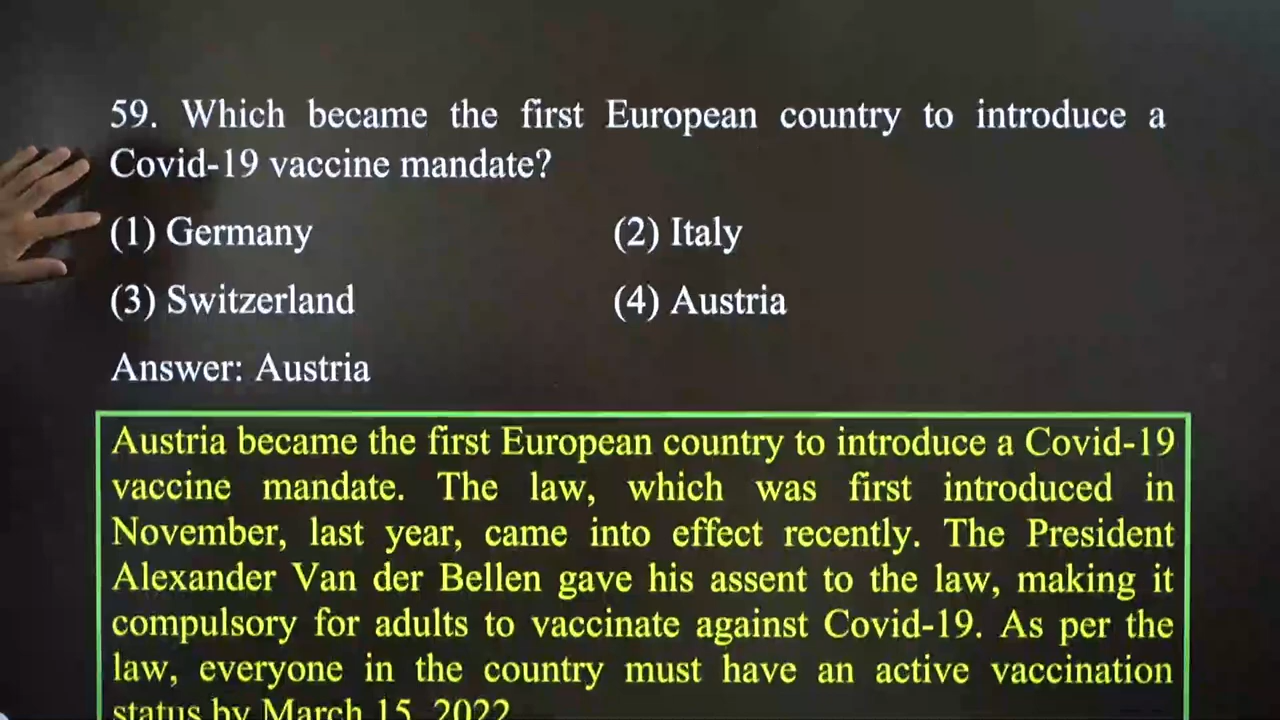 59. Which became the first European country to introduce a
Covid-19 vaccine mandate?
(1) Germany
(2) Italy
(3) Switzerland
(4) Austria
Answer: Austria
Austria became the first European country to introduce a Covid-19
vaccine mandate. The law, which was first introduced in
November, last year, came into effect recently. The President
Alexander Van der Bellen gave his assent to the law, making it
compulsory for adults to vaccinate against Covid-19. As per the
law, everyone in the country must have an active vaccination
status by March 15, 2022